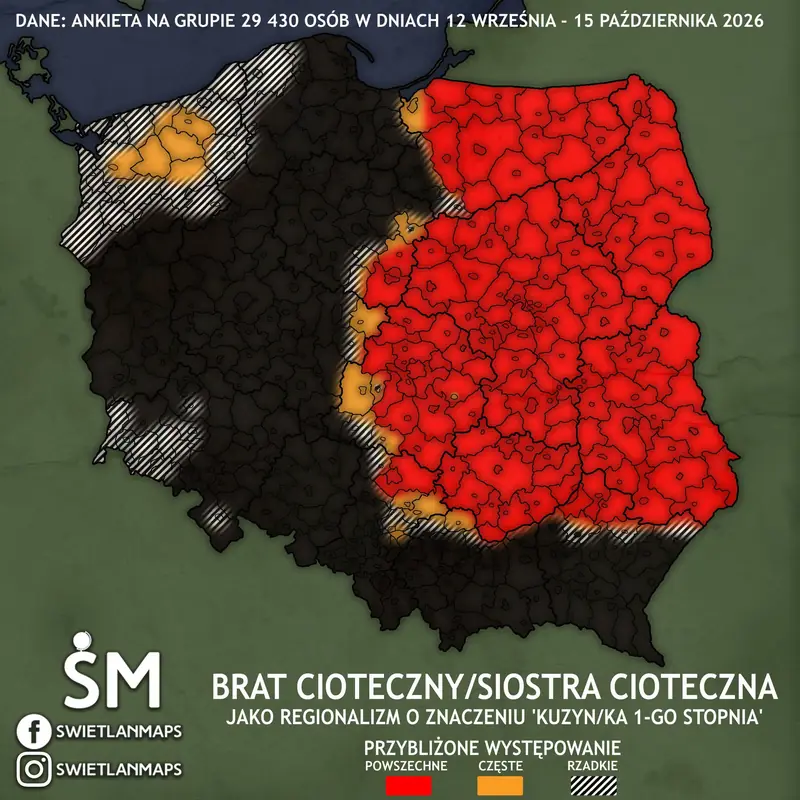 DANE: ANKIETA NA GRUPIE 29 430 OSÓB W DNIACH 12 WRZEŚNIA - 15 PAŹDZIERNIKA 2026
ŚM
SWIETLANMAPS
SWIETLANMAPS
BRAT CIOTECZNY/SIOSTRA CIOTECZNA
JAKO REGIONALIZM O ZNACZENIU 'KUZYN/KA 1-GO STOPNIA'
PRZYBLIŻONE WYSTĘPOWANIE
POWSZECHNE CZĘSTE RZADKIE